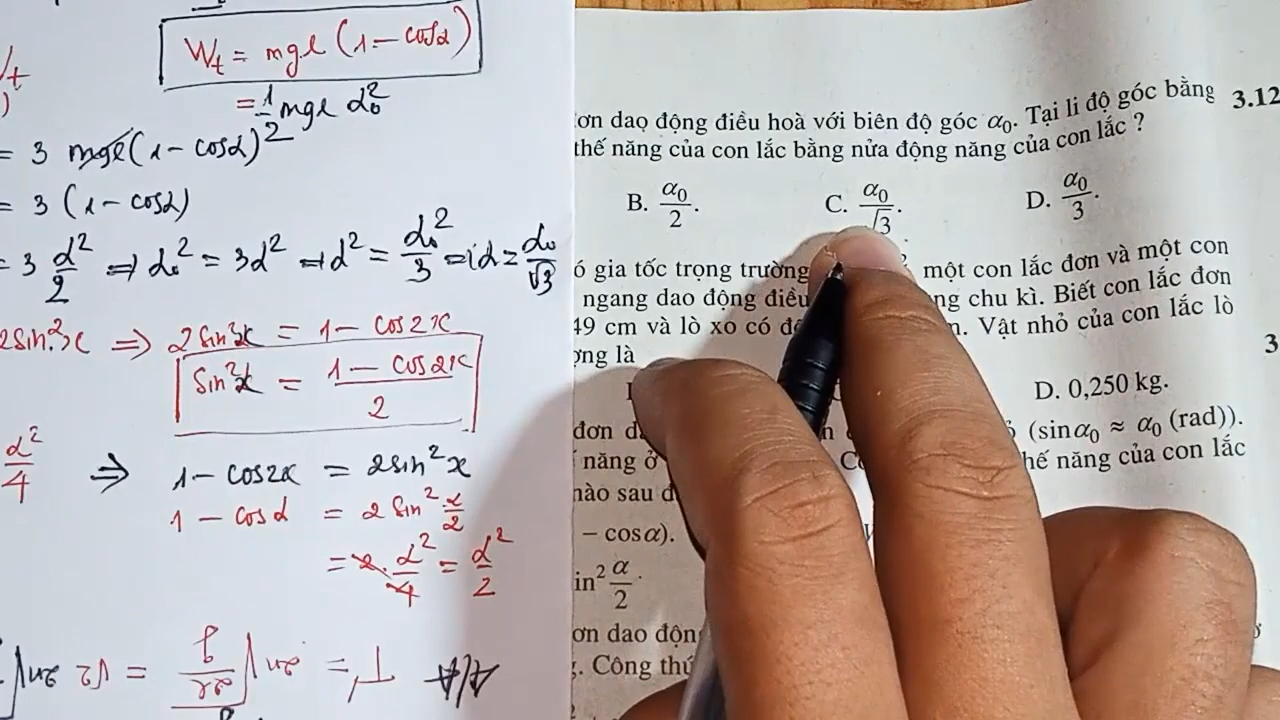 W_t = mgl (1 - cosα)
= 1/2 mgl α₀²
= 3 mgl (1 - cosα)
2
= 3 (1 - cosα)
= 3 α²/2 ⇒ α₀² = 3α² ⇒ α² = α₀²/3 ⇒ α = α₀/√3
2sin²x ⇒ 2sin²x = 1 - cos2x
sin²x = (1 - cos2x)/2
α²/4 ⇒ 1 - cos2x = 2sin²x
1 - cosα = 2 sin² α/2
= 2. α²/4 = α²/2
ơn dao động điều hoà với biên độ góc α₀. Tại li độ góc bằng
thế năng của con lắc bằng nửa động năng của con lắc ?
B. α₀/2. C. α₀/√3. D. α₀/3.
ó gia tốc trọng trường một con lắc đơn và một con
ngang dao động điều ng chu kì. Biết con lắc đơn
49 cm và lò xo có n. Vật nhỏ của con lắc lò
ợng là
D. 0,250 kg.
đơn (sinα₀ ≈ α₀ (rad)).
năng ở thế năng của con lắc
nào sau
– cosα).
in² α/2.
ơn dao độn
g. Công thứ
3.12
3